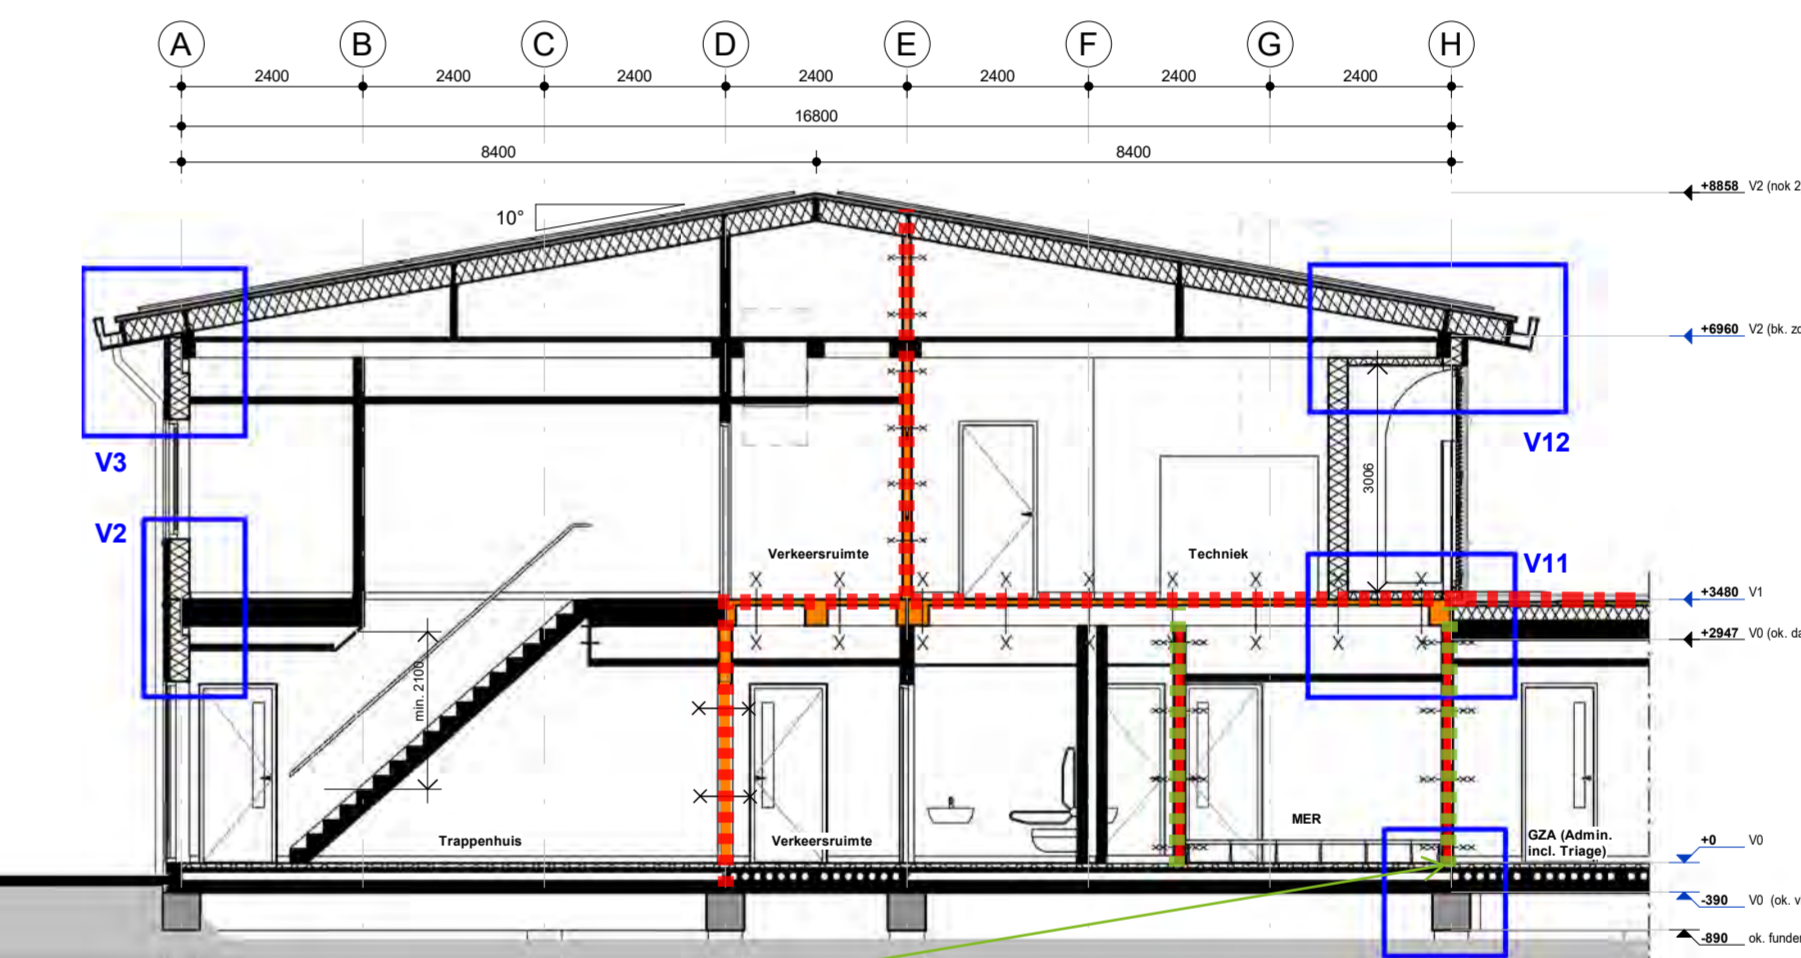 A B C D E F G H
2400 2400 2400 2400 2400 2400 2400
16800
8400 8400
+8858 V2 (nok 2
10°
+6960 V2 (bk. zo
V3
V12
3006
V2
Verkeersruimte
Techniek
V11
+3480 V1
+2947 V0 (ok. da
min. 2100
MER
Trappenhuis
Verkeersruimte
GZA (Admin.
incl. Triage)
+0 V0
-390 V0 (ok. v
-890 ok. funder